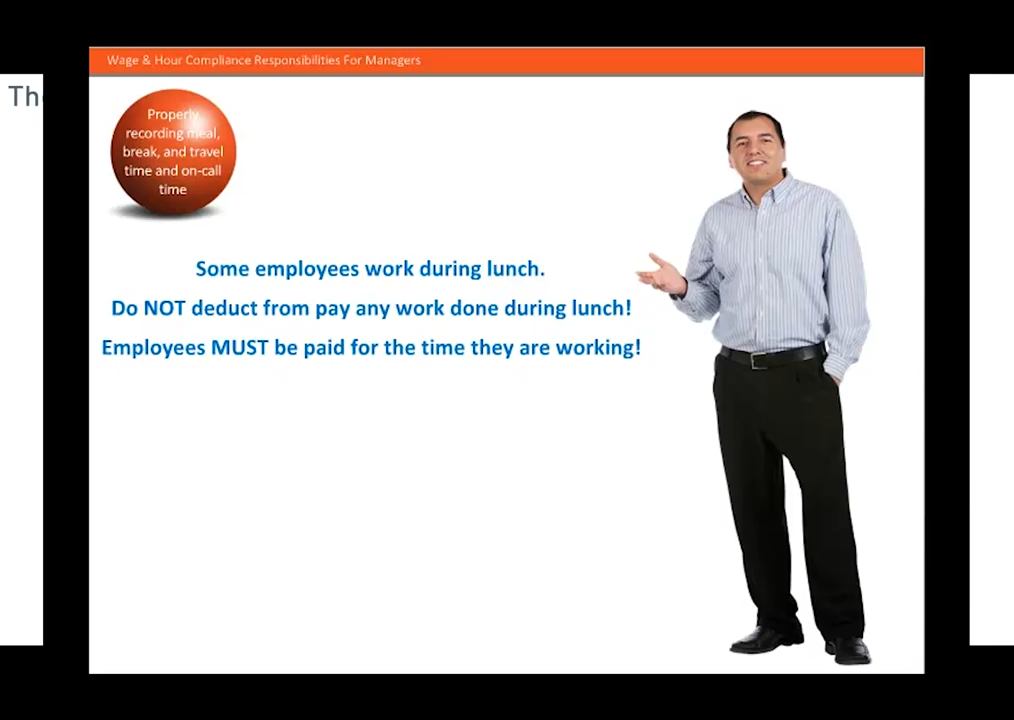 Wage & Hour Compliance Responsibilities For Managers
Th
Properly
recording meal,
break, and travel
time and on-call
time
Some employees work during lunch.
Do NOT deduct from pay any work done during lunch!
Employees MUST be paid for the time they are working!